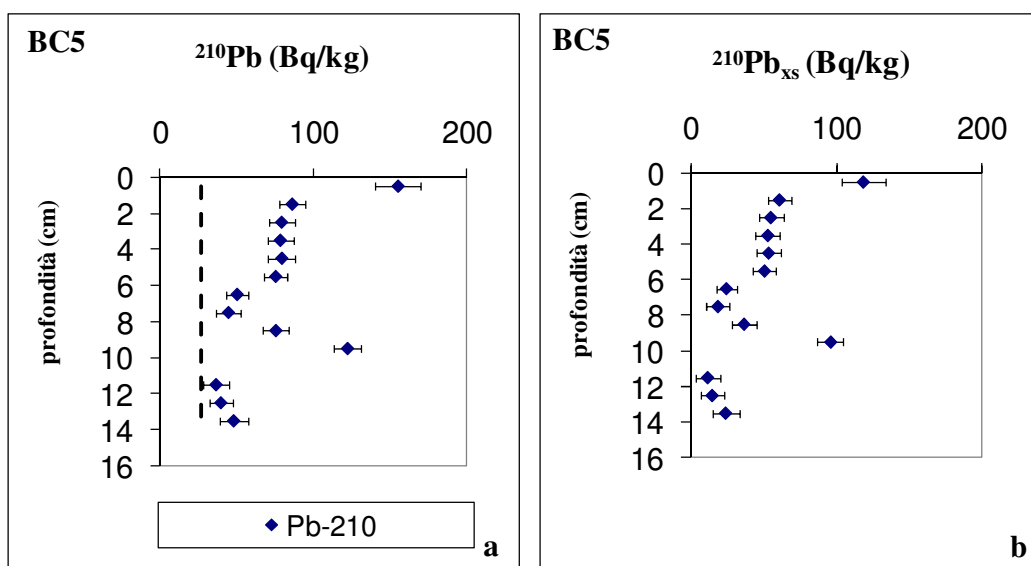 BC5
²¹⁰Pb (Bq/kg)
0 100 200
0
2
4
6
8
10
12
14
16
profondità (cm)
Pb-210
a
BC5
²¹⁰Pbₓₛ (Bq/kg)
0 100 200
0
2
4
6
8
10
12
14
16
profondità (cm)
b